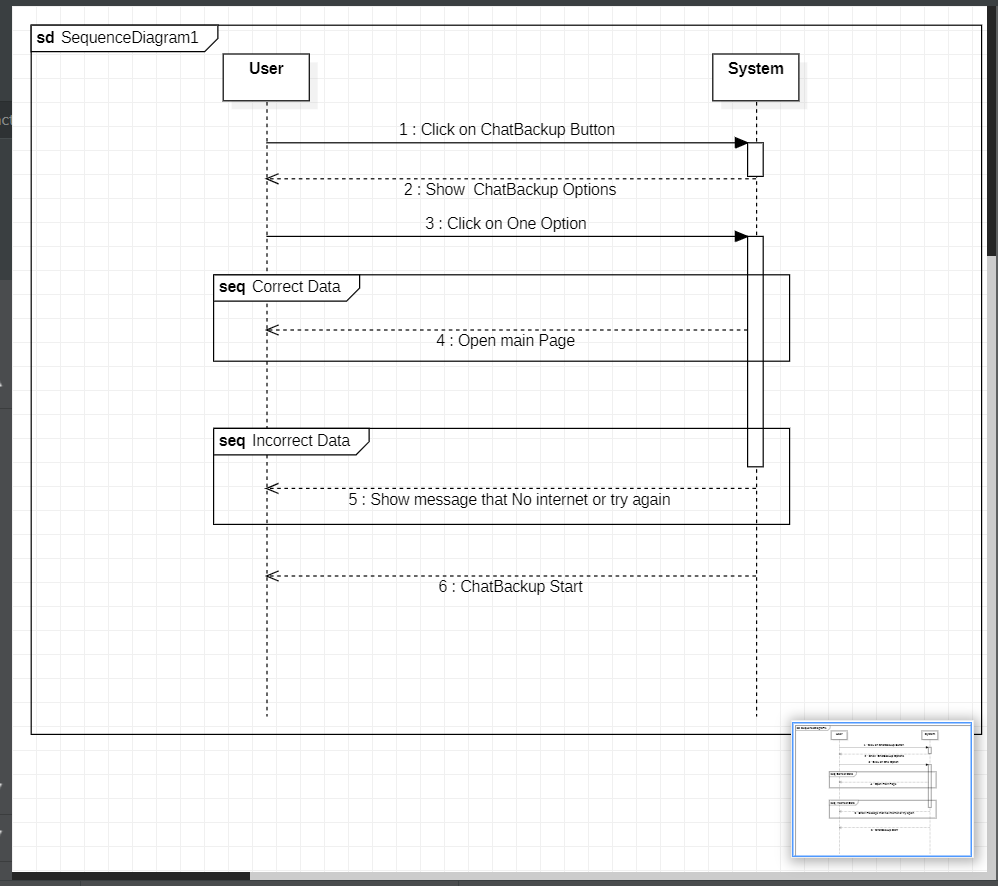 sd SequenceDiagram1
User
System
1 : Click on ChatBackup Button
2 : Show  ChatBackup Options
3 : Click on One Option
seq Correct Data
4 : Open main Page
seq Incorrect Data
5 : Show message that No internet or try again
6 : ChatBackup Start